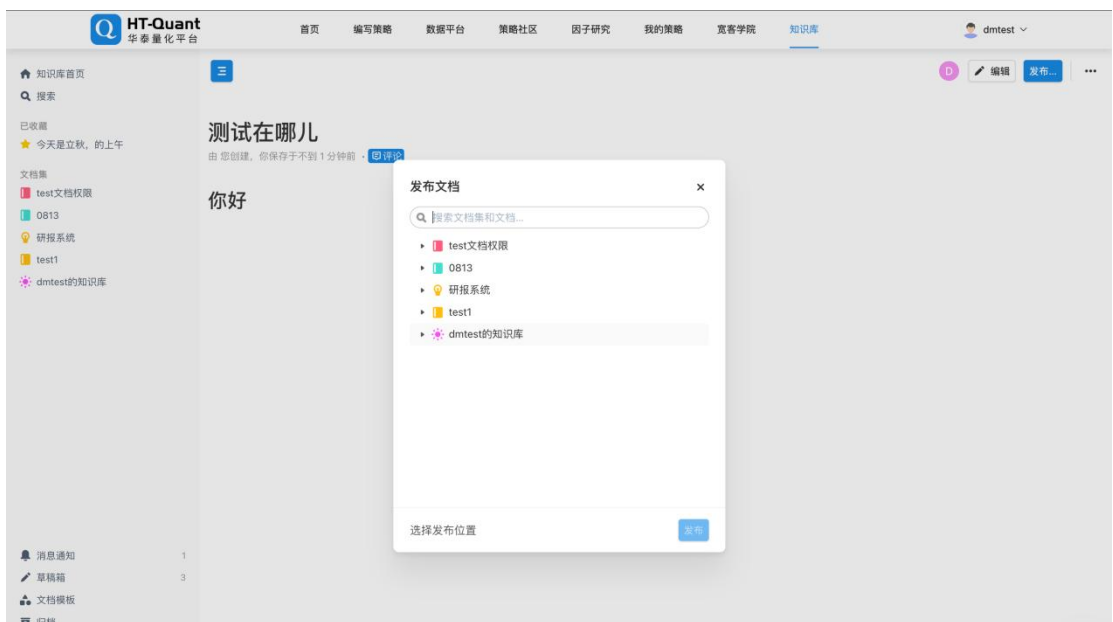 HT-Quant
华泰量化平台
首页 编写策略 数据平台 策略社区 因子研究 我的策略 宽客学院 知识库 dmtest
知识库首页
搜索
已收藏
今天是立秋，的上午
文档集
test文档权限
0813
研报系统
test1
dmtest的知识库
消息通知 1
草稿箱 3
文档模板
归档
D 编辑 发布... •••
测试在哪儿
由 您创建，你保存于不到 1 分钟前 · 评论
你好
发布文档 ×
搜索文档集和文档...
test文档权限
0813
研报系统
test1
dmtest的知识库
选择发布位置 发布